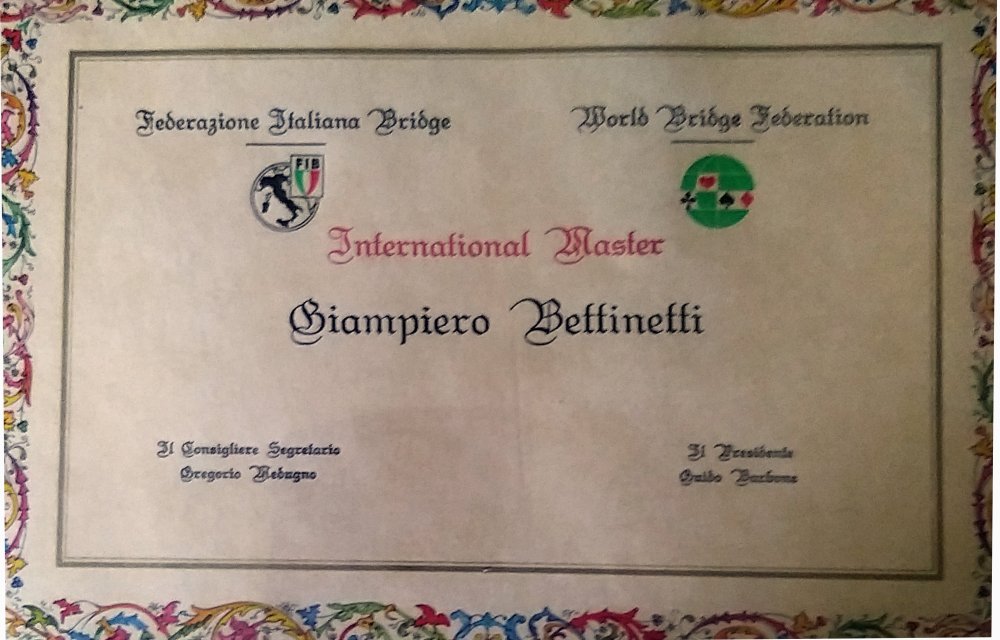 Federazione Italiana Bridge
World Bridge Federation
FIB
International Master
Giampiero Bettinetti
Il Consigliere Segretario
Gregorio Medugno
Il Presidente
Guido Barbone